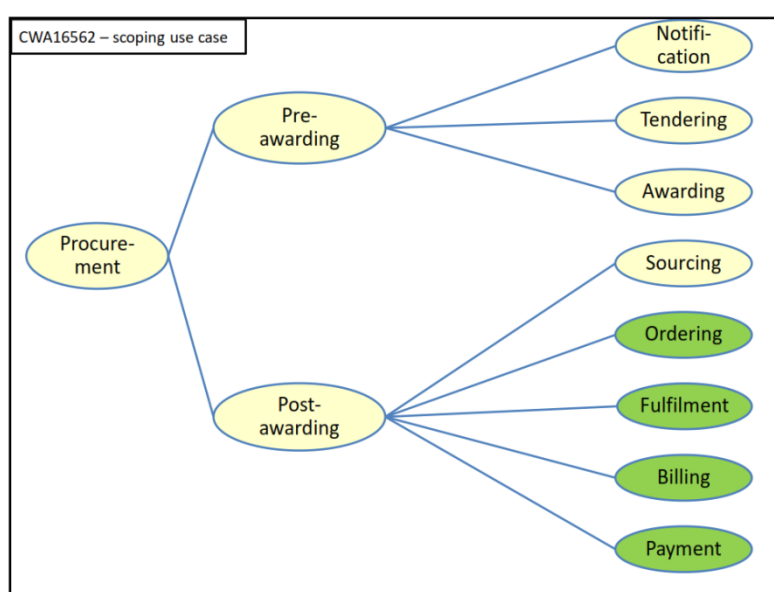 CWA16562 – scoping use case
Notifi-
cation
Pre-
awarding
Tendering
Awarding
Procure-
ment
Sourcing
Ordering
Post-
awarding
Fulfilment
Billing
Payment